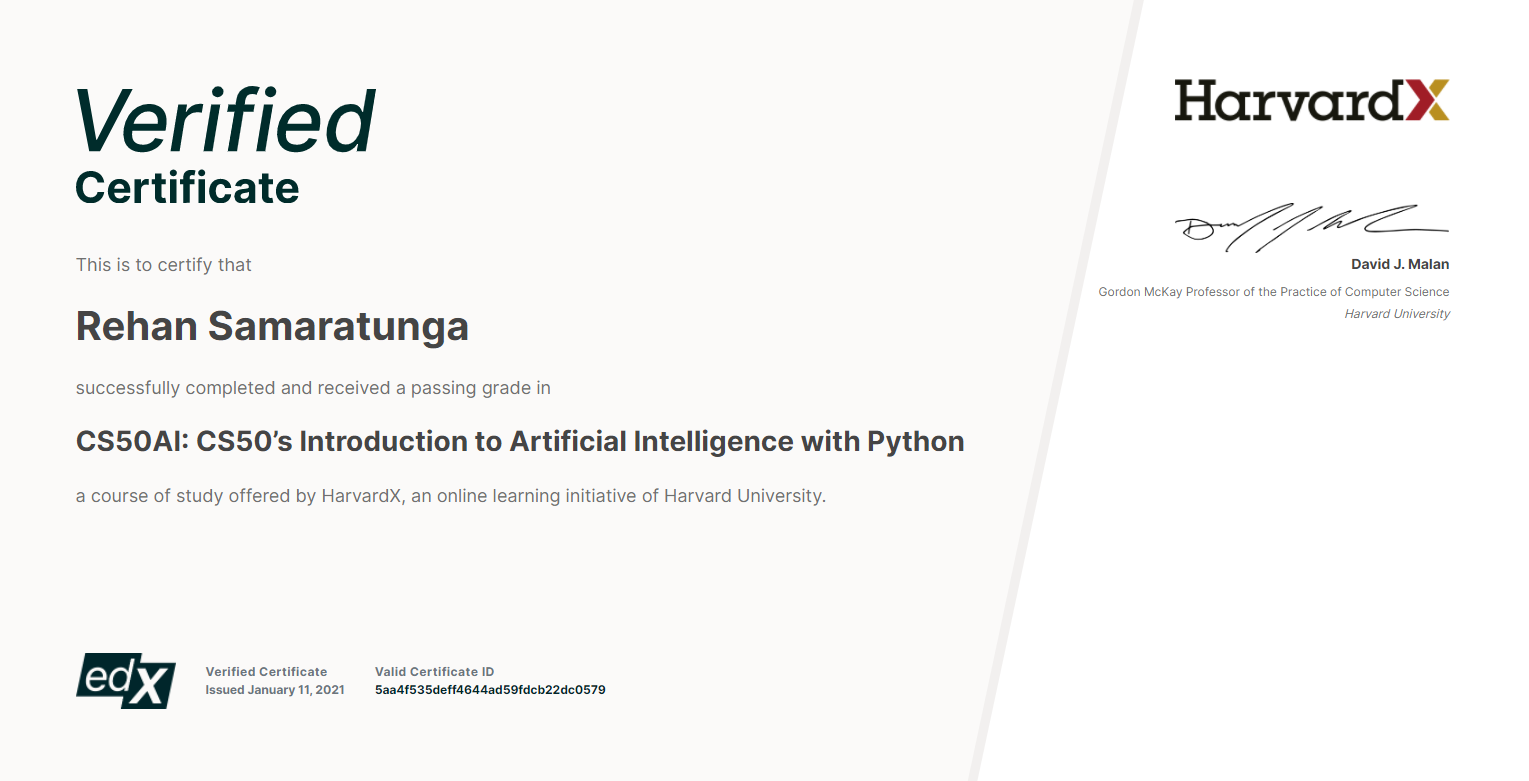 Verified
Certificate
This is to certify that
Rehan Samaratunga
successfully completed and received a passing grade in
CS50AI: CS50’s Introduction to Artificial Intelligence with Python
a course of study offered by HarvardX, an online learning initiative of Harvard University.
HarvardX
David J. Malan
Gordon McKay Professor of the Practice of Computer Science
Harvard University
edX
Verified Certificate
Issued January 11, 2021
Valid Certificate ID
5aa4f535deff4644ad59fdcb22dc0579